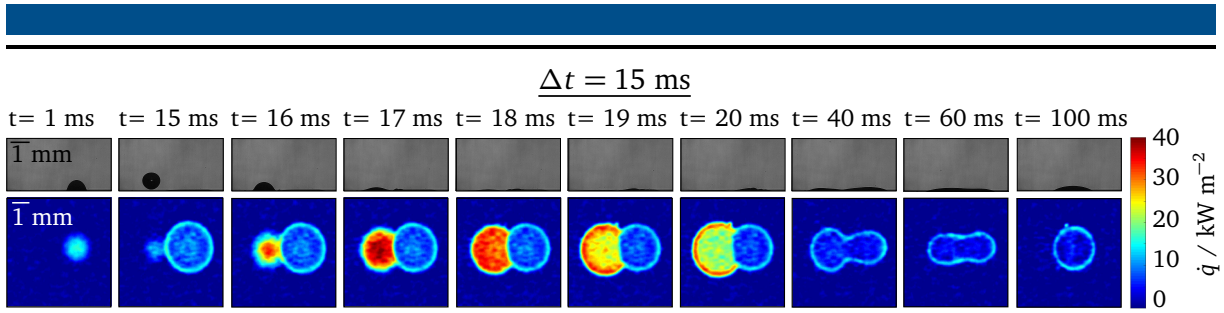 Δt = 15 ms
t= 1 ms t= 15 ms t= 16 ms t= 17 ms t= 18 ms t= 19 ms t= 20 ms t= 40 ms t= 60 ms t= 100 ms
1 mm
1 mm
40
30
20
10
0
q̇ / kW m⁻²